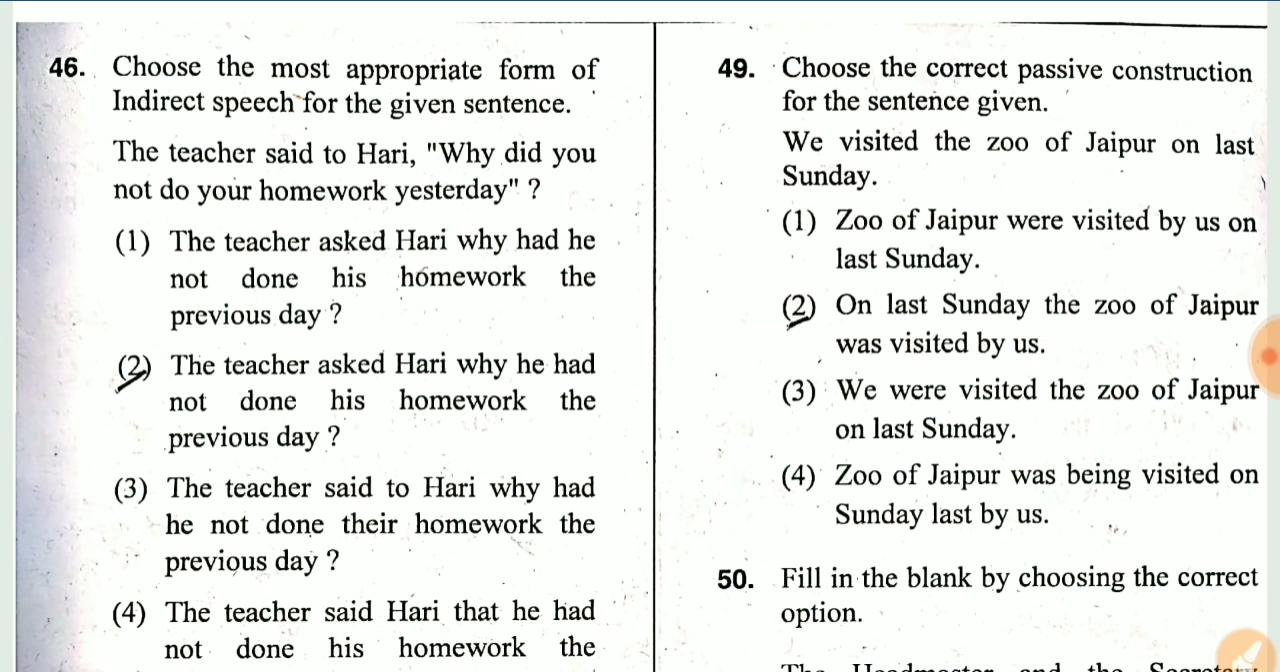 46. Choose the most appropriate form of
Indirect speech for the given sentence.
The teacher said to Hari, "Why did you
not do your homework yesterday" ?
(1) The teacher asked Hari why had he
not done his homework the
previous day ?
(2) The teacher asked Hari why he had
not done his homework the
previous day ?
(3) The teacher said to Hari why had
he not done their homework the
previous day ?
(4) The teacher said Hari that he had
not done his homework the
49. Choose the correct passive construction
for the sentence given.
We visited the zoo of Jaipur on last
Sunday.
(1) Zoo of Jaipur were visited by us on
last Sunday.
(2) On last Sunday the zoo of Jaipur
was visited by us.
(3) We were visited the zoo of Jaipur
on last Sunday.
(4) Zoo of Jaipur was being visited on
Sunday last by us.
50. Fill in the blank by choosing the correct
option.
The Headmaster and the